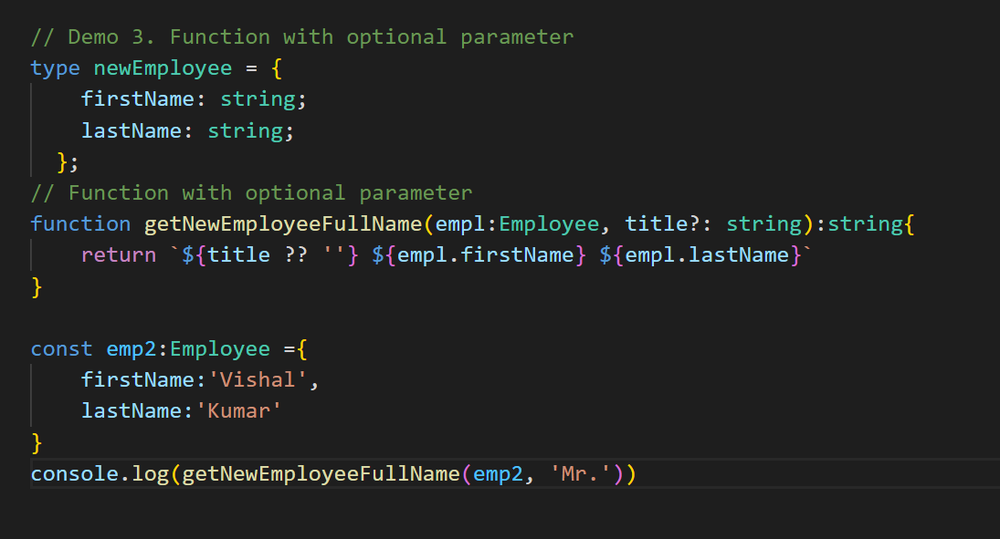 // Demo 3. Function with optional parameter
type newEmployee = {
    firstName: string;
    lastName: string;
  };
// Function with optional parameter
function getNewEmployeeFullName(empl:Employee, title?: string):string{
    return `${title ?? ''} ${empl.firstName} ${empl.lastName}`
}
const emp2:Employee ={
    firstName:'Vishal',
    lastName:'Kumar'
}
console.log(getNewEmployeeFullName(emp2, 'Mr.'))